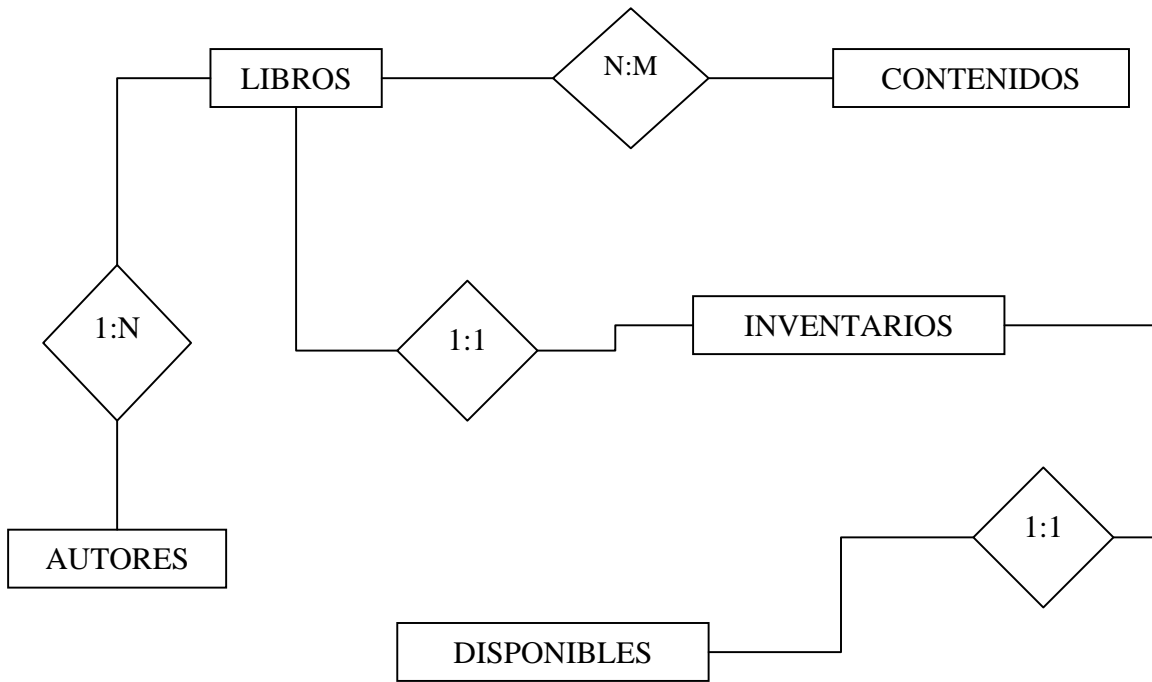 LIBROS
N:M
CONTENIDOS
1:N
1:1
INVENTARIOS
1:1
AUTORES
DISPONIBLES